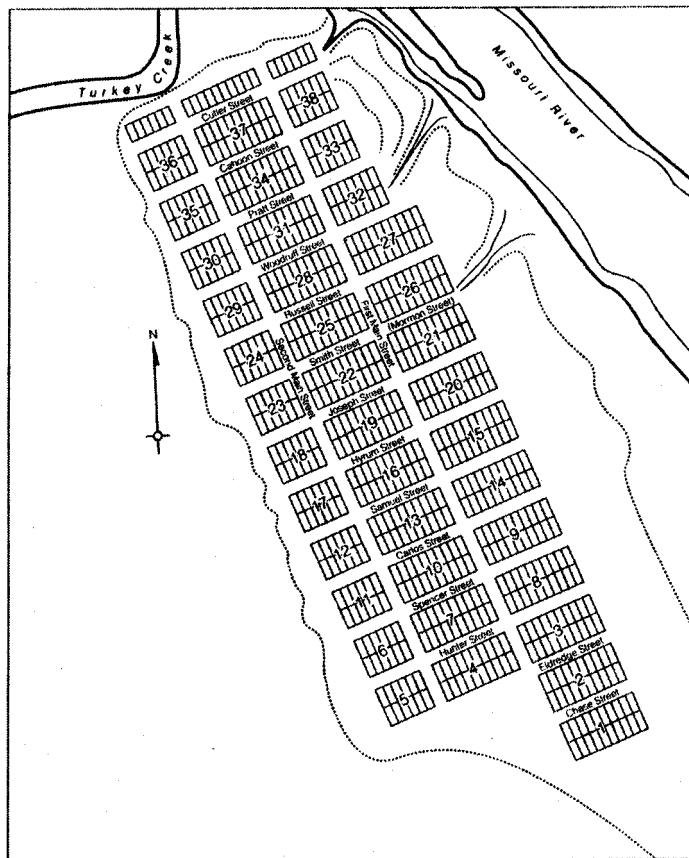 Turkey Creek
Missouri River
Cutler Street
38
37
36
Cahoon Street
33
34
35
Pratt Street
32
31
30
Woodruff Street
27
28
29
Russell Street
26
25
24
First Main Street
(Mormon Street)
Second Main Street
Smith Street
21
22
23
N
Joseph Street
20
19
18
Hyrum Street
15
16
17
Samuel Street
14
13
12
Carlos Street
9
10
11
Spencer Street
8
7
6
Hunter Street
3
4
5
Eldredge Street
2
Chase Street
1